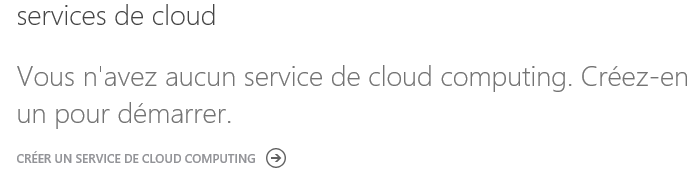 services de cloud
Vous n'avez aucun service de cloud computing. Créez-en
un pour démarrer.
CRÉER UN SERVICE DE CLOUD COMPUTING